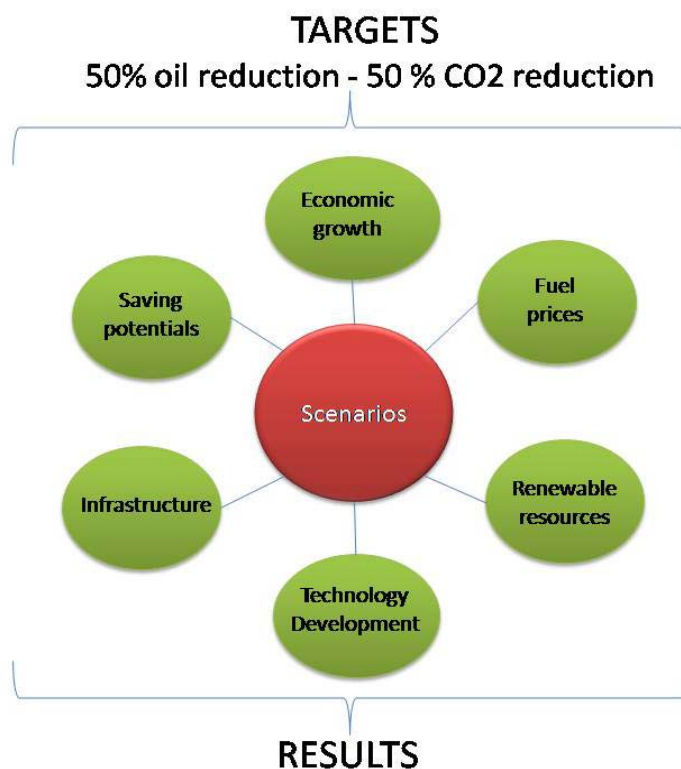 TARGETS
50% oil reduction - 50 % CO2 reduction
Economic
growth
Fuel
prices
Saving
potentials
Scenarios
Infrastructure
Renewable
resources
Technology
Development
RESULTS